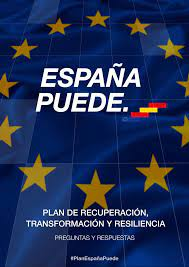 ESPAÑA
PUEDE.
PLAN DE RECUPERACIÓN,
TRANSFORMACIÓN Y RESILIENCIA
PREGUNTAS Y RESPUESTAS
#PlanEspañaPuede